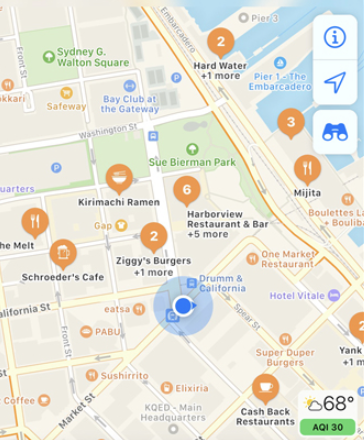 Embarcadero
Pier 3
2
Hard Water
+1 more
Front St
Sydney G.
Walton Square
Pier 1 - The
Embarcadero
kkari
Safeway
Bay Club at
the Gateway
3
Washington St
Embarcadero
Sue Bierman Park
Mijita
quarters
Kirimachi Ramen
6
Harborview
Restaurant & Bar
+5 more
Boulettes La
& Boulib
Gap
2
he Melt
Ziggy's Burgers
+1 more
One Market
Restaurant
Schroeder's Cafe
Drumm &
California
Hotel Vitale
alifornia St
eatsa
Spear St
Front St
PABU
Yank
+1 mor
Super Duper
Burgers
Sushirrito
Elixiria
68°
AQI 30
Coffee
Market St
KQED - Main
Headquarters
Cash Back
Restaurants